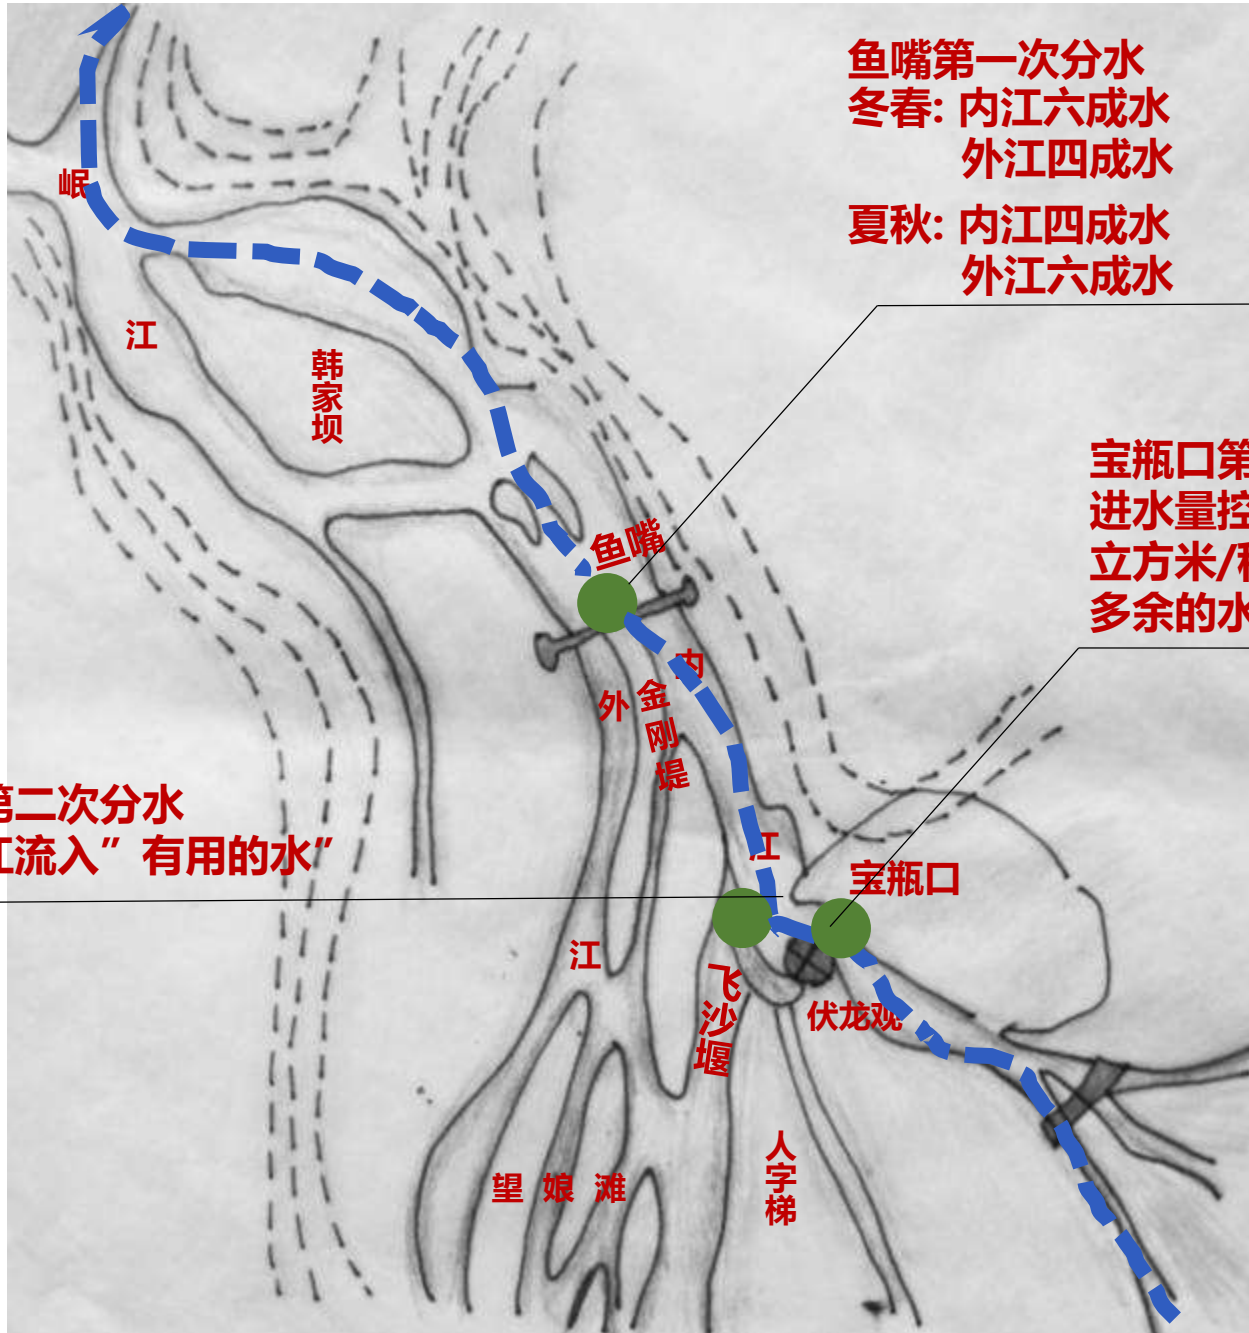 鱼嘴第一次分水
冬春: 内江六成水
外江四成水
夏秋: 内江四成水
外江六成水
岷
江
韩家坝
宝瓶口第
进水量控
立方米/
多余的水
鱼嘴
内
外
金刚堤
第二次分水
江流入”有用的水”
江
宝瓶口
江
飞沙堰
伏龙观
人字梯
望娘滩